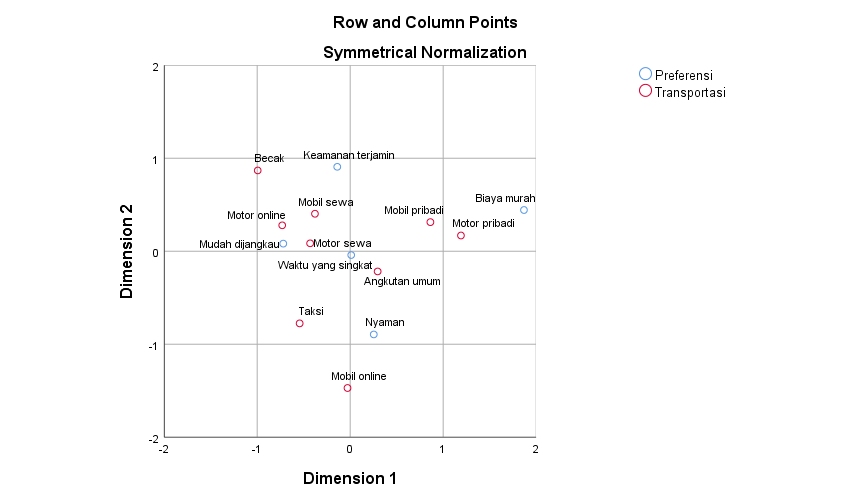 Row and Column Points
Symmetrical Normalization
Preferensi
Transportasi
2
1
0
-1
-2
-2
-1
0
1
2
Dimension 2
Dimension 1
Becak
Keamanan terjamin
Mobil sewa
Biaya murah
Motor online
Mobil pribadi
Motor pribadi
Mudah dijangkau
Motor sewa
Waktu yang singkat
Angkutan umum
Taksi
Nyaman
Mobil online